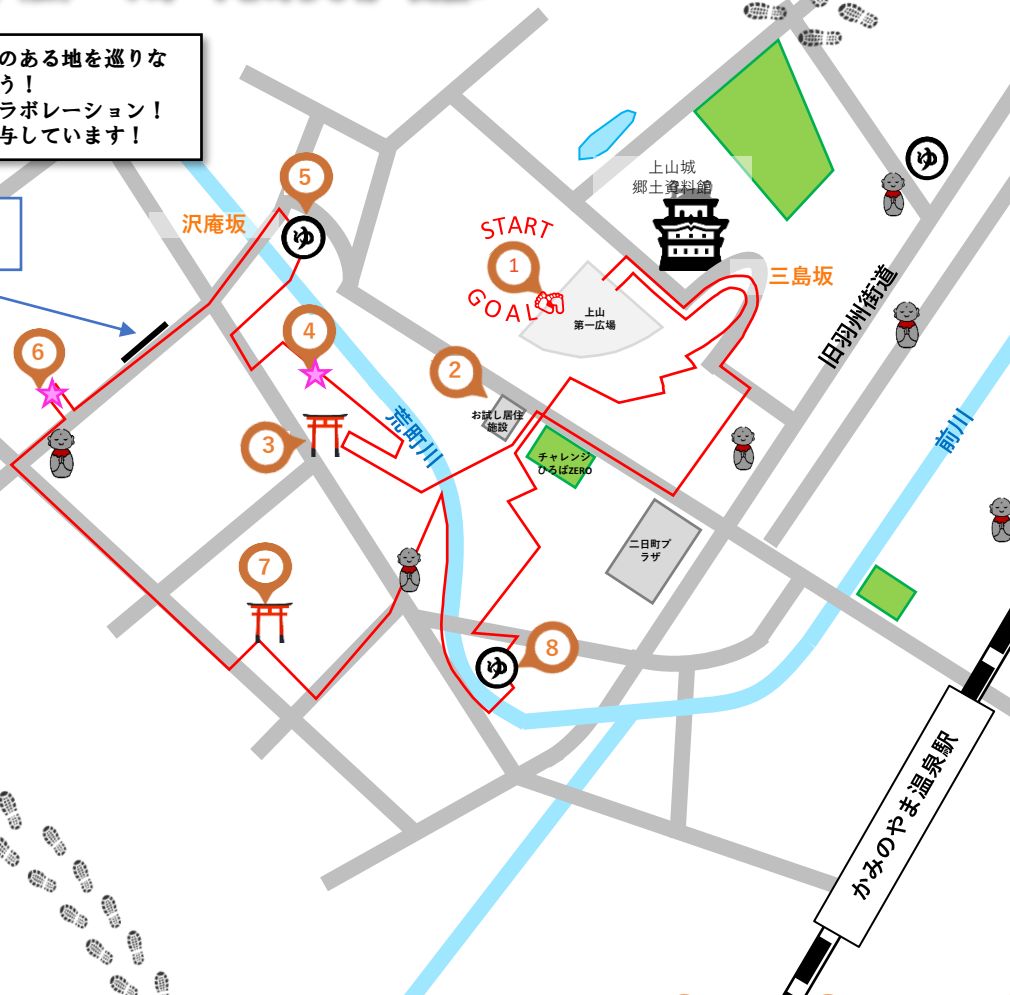 のある地を巡りな
う！
ラボレーション！
与しています！
5
ゆ
沢庵坂
上山城
郷土資料館
ゆ
START
1
GOAL
上山
第一広場
三島坂
旧羽州街道
4
6
2
お試し居住
施設
荒町川
3
チャレンジ
ひろばZERO
前川
二日町プ
ラザ
7
8
ゆ
かみのやま温泉駅